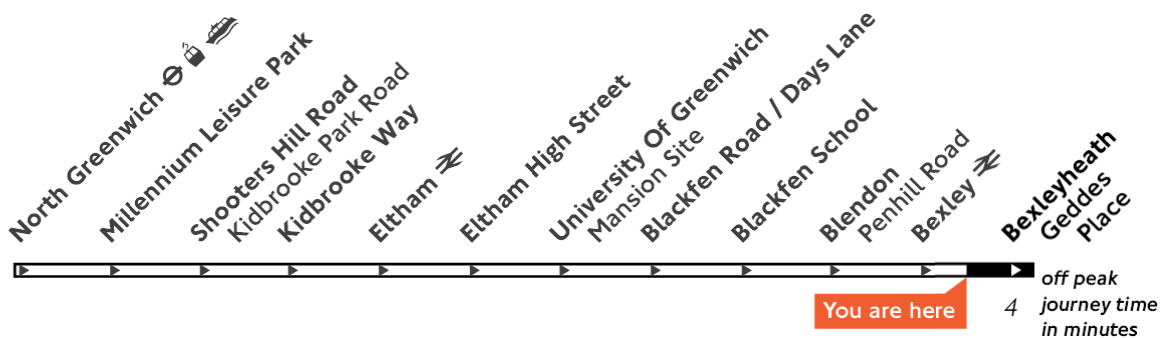 North Greenwich
Millennium Leisure Park
Shooters Hill Road
Kidbrooke Park Road
Kidbrooke Way
Eltham
Eltham High Street
University Of Greenwich
Mansion Site
Blackfen Road / Days Lane
Blackfen School
Blendon
Penhill Road
Bexley
Bexleyheath
Geddes
Place
You are here
4
off peak
journey time
in minutes